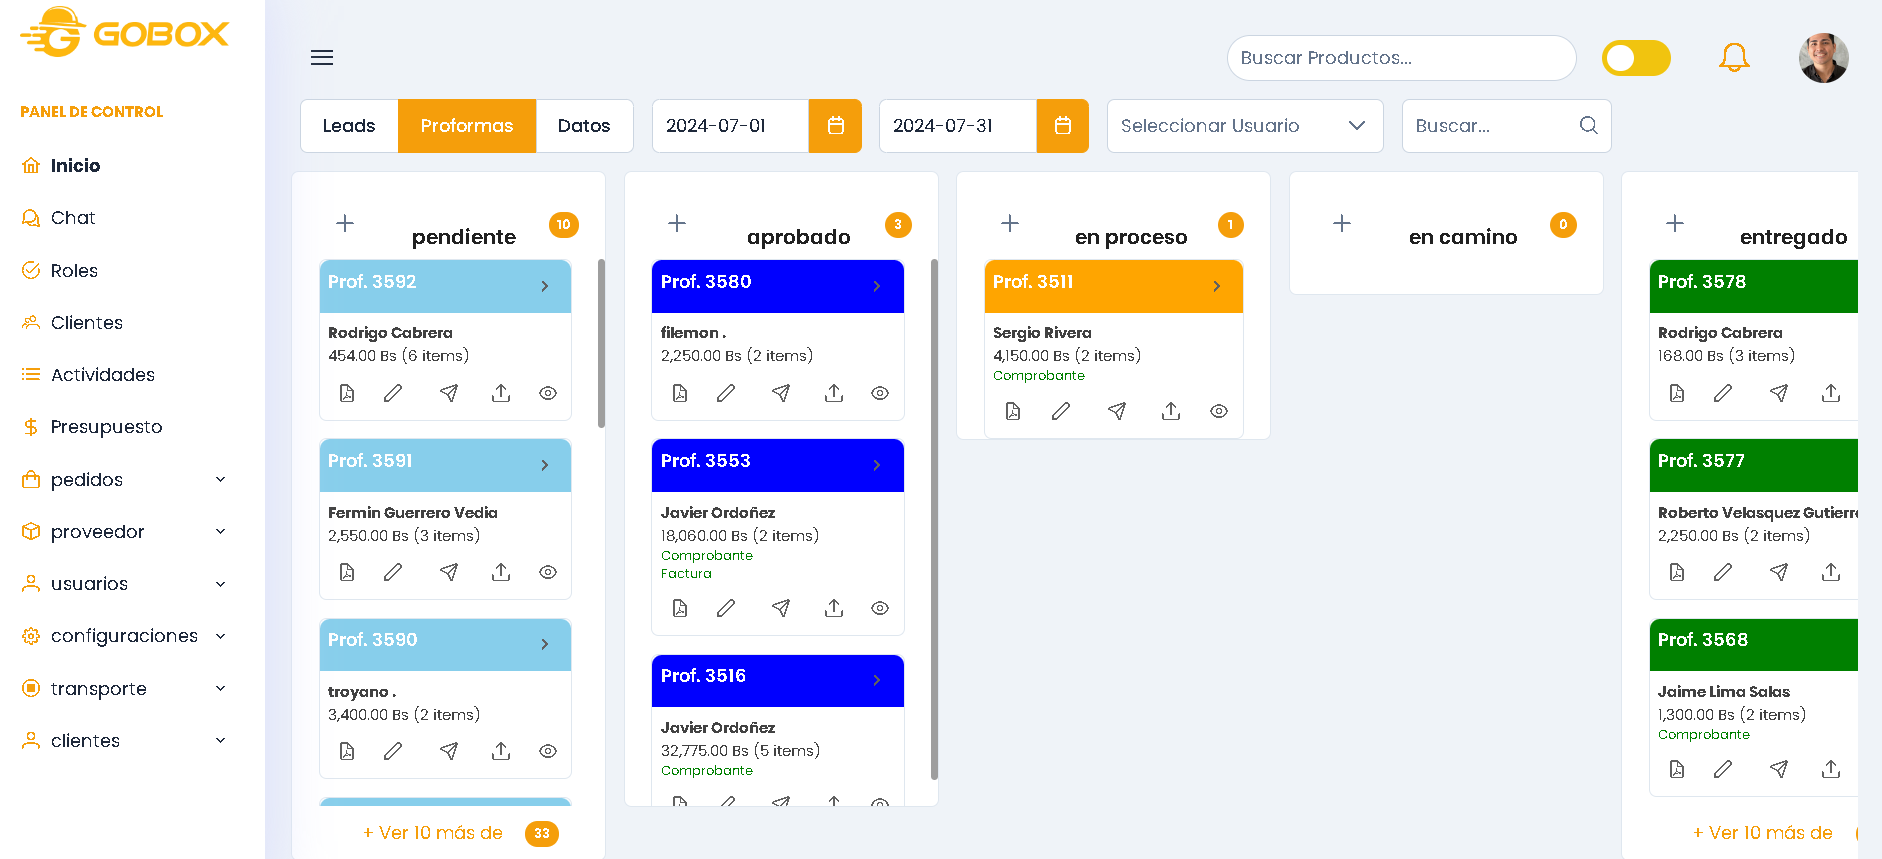 GOBOX
PANEL DE CONTROL
Inicio
Chat
Roles
Clientes
Actividades
Presupuesto
pedidos
proveedor
usuarios
configuraciones
transporte
clientes
Buscar Productos...
Leads
Proformas
Datos
2024-07-01
2024-07-31
Seleccionar Usuario
Buscar...
pendiente
10
Prof. 3592
Rodrigo Cabrera
454.00 Bs (6 items)
Prof. 3591
Fermin Guerrero Vedia
2,550.00 Bs (3 items)
Prof. 3590
troyano .
3,400.00 Bs (2 items)
+ Ver 10 más de 33
aprobado
3
Prof. 3580
filemon .
2,250.00 Bs (2 items)
Prof. 3553
Javier Ordoñez
18,060.00 Bs (2 items)
Comprobante
Factura
Prof. 3516
Javier Ordoñez
32,775.00 Bs (5 items)
Comprobante
en proceso
1
Prof. 3511
Sergio Rivera
4,150.00 Bs (2 items)
Comprobante
en camino
0
entregado
Prof. 3578
Rodrigo Cabrera
168.00 Bs (3 items)
Prof. 3577
Roberto Velasquez
2,250.00 Bs (2 items)
Prof. 3568
Jaime Lima Salas
1,300.00 Bs (2 items)
Comprobante
+ Ver 10 más de